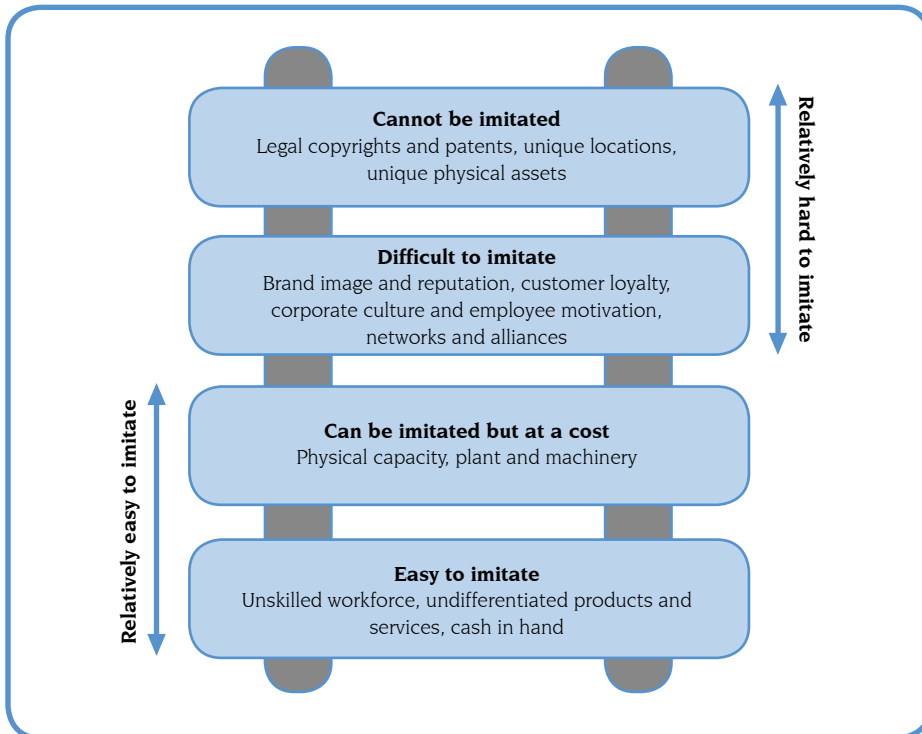 Cannot be imitated
Legal copyrights and patents, unique locations,
unique physical assets
Relatively hard to imitate
Difficult to imitate
Brand image and reputation, customer loyalty,
corporate culture and employee motivation,
networks and alliances
Relatively easy to imitate
Can be imitated but at a cost
Physical capacity, plant and machinery
Easy to imitate
Unskilled workforce, undifferentiated products and
services, cash in hand